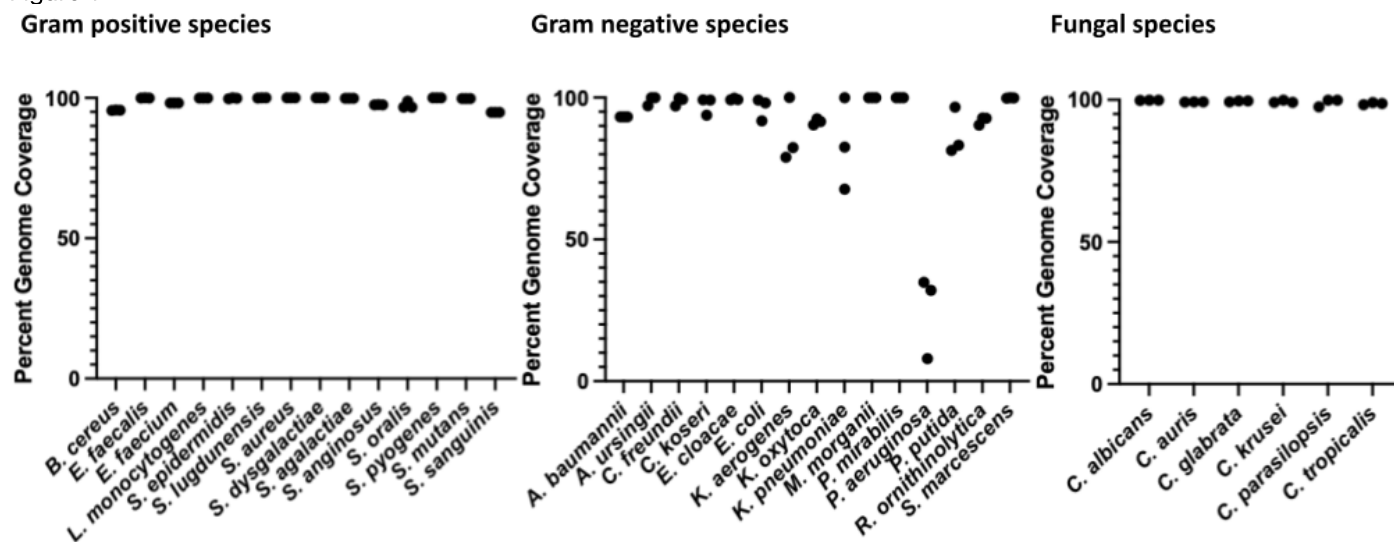 Gram positive species
Gram negative species
Fungal species
Percent Genome Coverage
100
50
0
B. cereus
E. faecalis
E. faecium
L. monocytogenes
S. epidermidis
S. lugdunensis
S. aureus
S. dysgalactiae
S. agalactiae
S. anginosus
S. oralis
S. pyogenes
S. mutans
S. sanguinis
Percent Genome Coverage
100
50
0
A. baumannii
A. ursingii
C. freundii
C. koseri
E. cloacae
E. coli
K. aerogenes
K. oxytoca
K. pneumoniae
M. morganii
P. mirabilis
P. aeruginosa
P. putida
R. ornithinolytica
S. marcescens
Percent Genome Coverage
100
50
0
C. albicans
C. auris
C. glabrata
C. krusei
C. parasilopsis
C. tropicalis